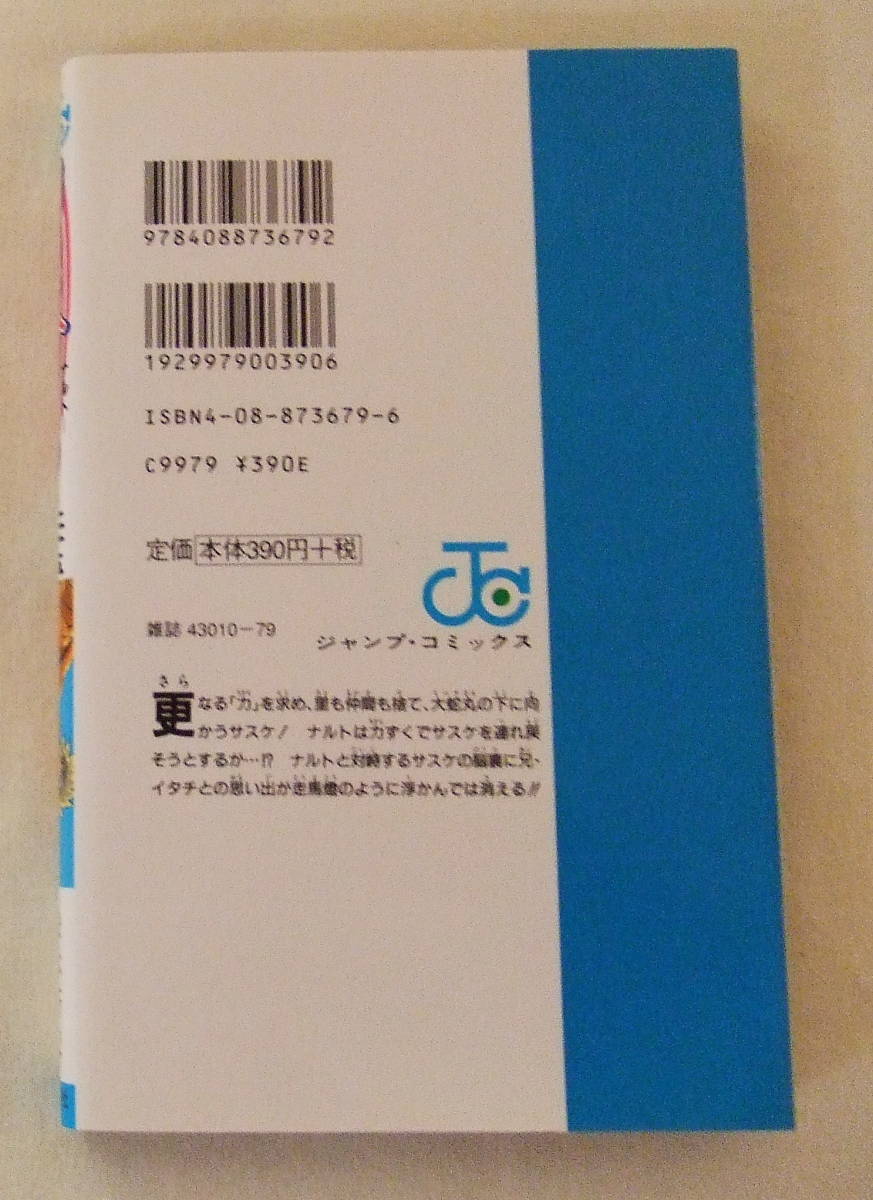 9784088736792
1929979003906
ISBN4-08-873679-6
C9979 ¥390E
定価 本体390円+税
雑誌 43010-79
JC
ジャンプ・コミックス
さら
更なる「力」を求め、里も仲間も捨て、大蛇丸の下に向
かうサスケ! ナルトは力ずくでサスケを連れ戻
そうとするが…!? ナルトと対峙するサスケの脳裏に兄・
イタチとの思い出が走馬燈のように浮かんでは消える!!